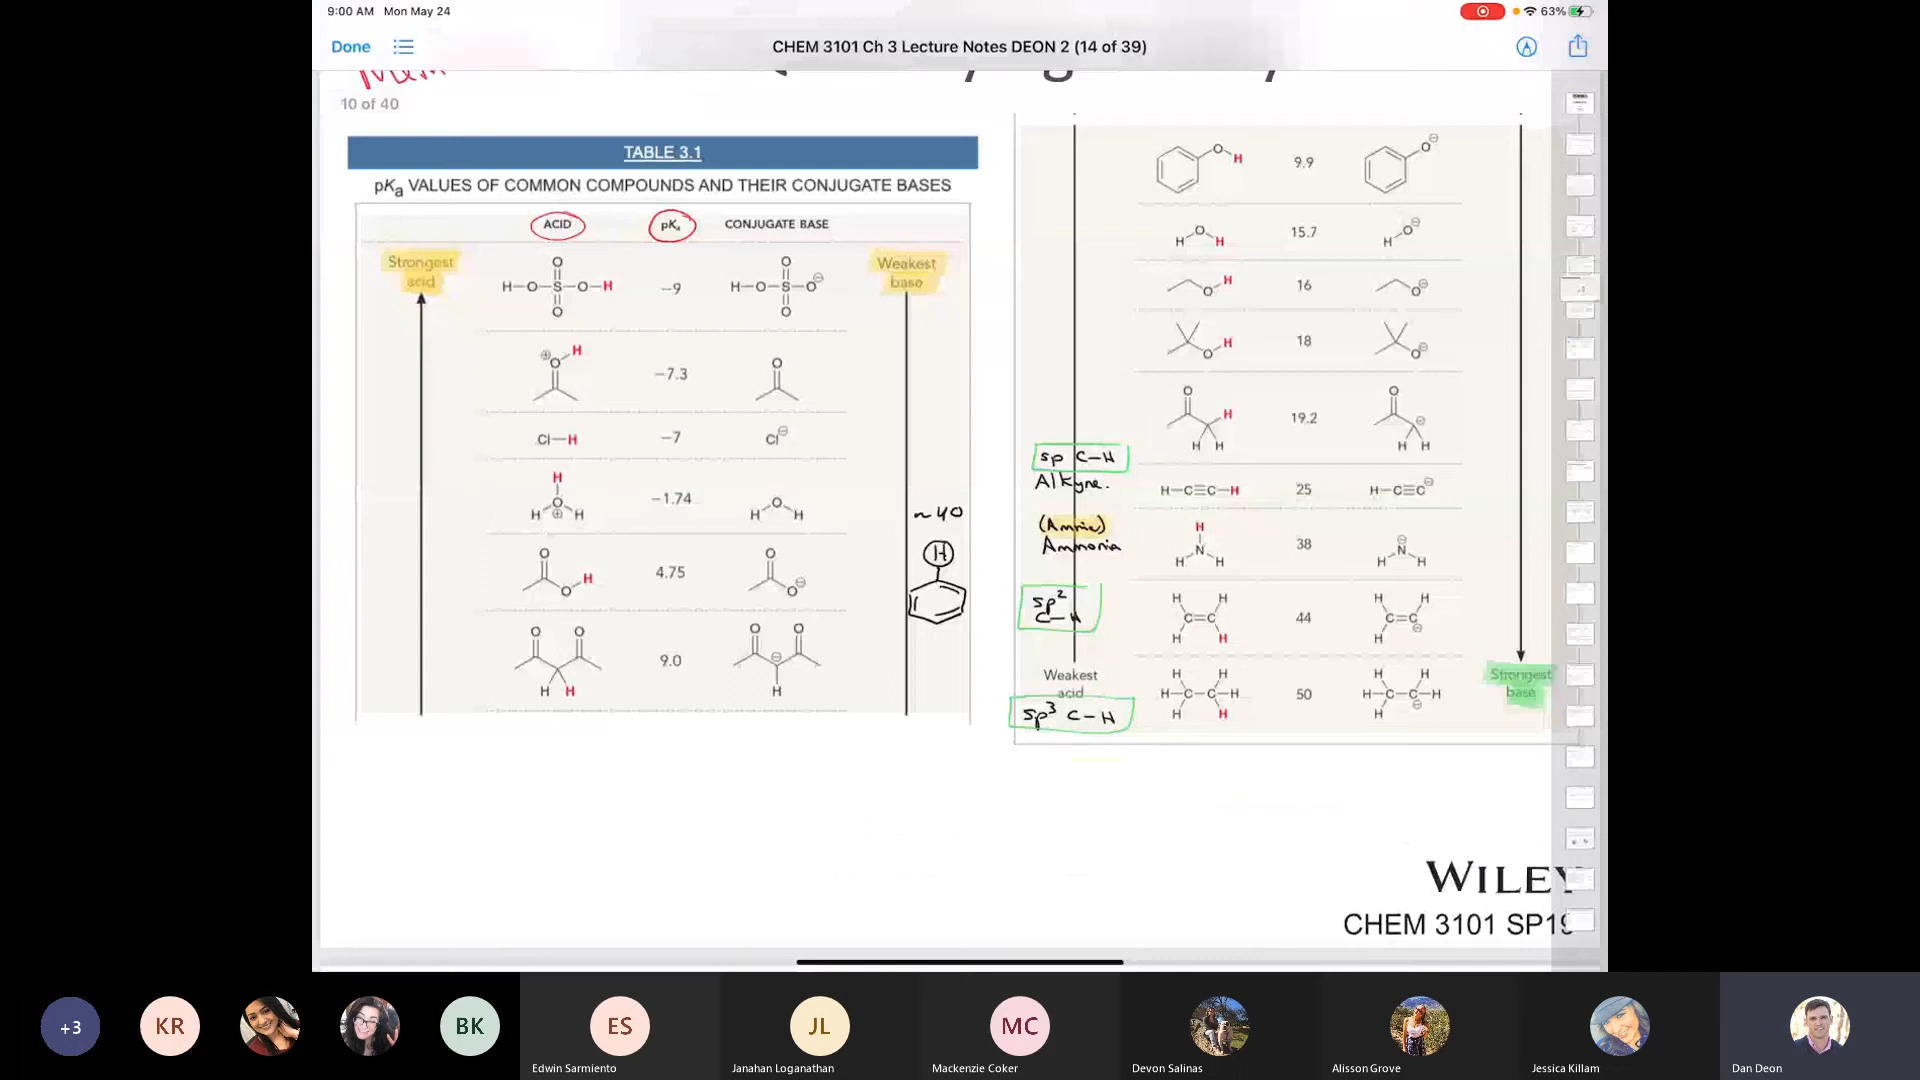 9:00 AM Mon May 24
63%
Done
CHEM 3101 Ch 3 Lecture Notes DEON 2 (14 of 39)
10 of 40
TABLE 3.1
pKa VALUES OF COMMON COMPOUNDS AND THEIR CONJUGATE BASES
ACID pKa CONJUGATE BASE
Strongest acid
Weakest base
H-O-S-O-H
O
O
−9
H-O-S-O⊖
O
O
⊕O-H
−7.3
O
Cl-H
−7
Cl⊖
H
H O⊕ H
−1.74
H O H
O
O H
4.75
O
O⊖
O O
H H
9.0
O O
⊖
H
~40
H
O H
9.9
O⊖
H O H
15.7
H O⊖
O H
16
O⊖
O H
18
O⊖
O
H
H H
19.2
O
C⊖
H H
sp C-H
Alkyne.
H-C≡C-H
25
H-C≡C⊖
(Amine)
Ammonia
H
H N H
38
H N⊖ H
sp² C-H
H H
C=C
H H
44
H H
C=C⊖
H
Weakest acid
sp³ C-H
H H
H-C-C-H
H H
50
H H
H-C-C-H
H ⊖
Strongest base
WILEY
CHEM 3101 SP19
+3
KR
BK
ES
Edwin Sarmiento
JL
Janahan Loganathan
MC
Mackenzie Coker
Devon Salinas
Alisson Grove
Jessica Killam
Dan Deon